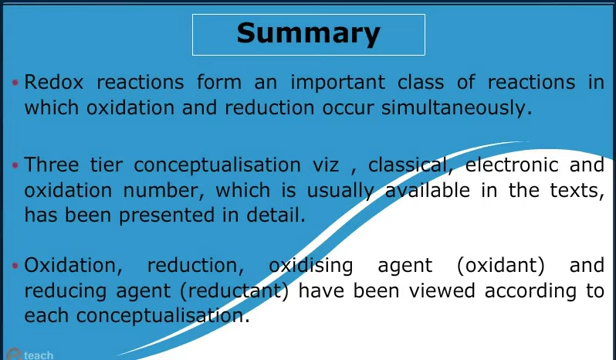 Summary
• Redox reactions form an important class of reactions in
which oxidation and reduction occur simultaneously.
• Three tier conceptualisation viz , classical, electronic and
oxidation number, which is usually available in the texts,
has been presented in detail.
• Oxidation, reduction, oxidising agent (oxidant) and
reducing agent (reductant) have been viewed according to
each conceptualisation.
teach